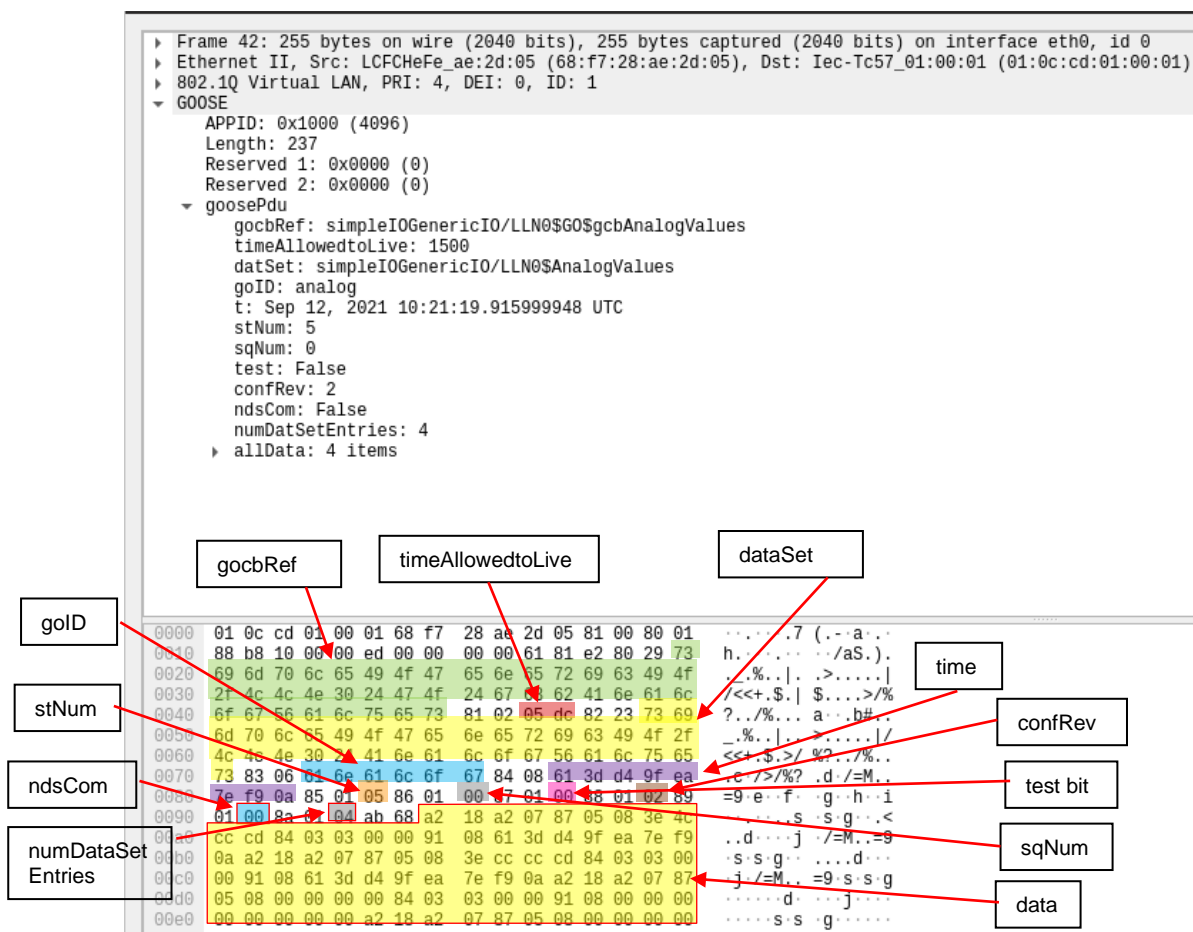 Frame 42: 255 bytes on wire (2040 bits), 255 bytes captured (2040 bits) on interface eth0, id 0
Ethernet II, Src: LCFCHeFe_ae:2d:05 (68:f7:28:ae:2d:05), Dst: Iec-Tc57_01:00:01 (01:0c:cd:01:00:01)
802.1Q Virtual LAN, PRI: 4, DEI: 0, ID: 1
GOOSE
APPID: 0x1000 (4096)
Length: 237
Reserved 1: 0x0000 (0)
Reserved 2: 0x0000 (0)
goosePdu
gocbRef: simpleIOGenericIO/LLN0$GO$gcbAnalogValues
timeAllowedtoLive: 1500
datSet: simpleIOGenericIO/LLN0$AnalogValues
goID: analog
t: Sep 12, 2021 10:21:19.915999948 UTC
stNum: 5
sqNum: 0
test: False
confRev: 2
ndsCom: False
numDatSetEntries: 4
allData: 4 items
gocbRef
timeAllowedtoLive
dataSet
goID
time
stNum
confRev
ndsCom
test bit
numDataSet
Entries
sqNum
data
0000 01 0c cd 01 00 01 68 f7 28 ae 2d 05 81 00 80 01
0010 88 b8 10 00 00 ed 00 00 00 00 61 81 e2 80 29 73
0020 69 6d 70 6c 65 49 4f 47 65 6e 65 72 69 63 49 4f
0030 2f 4c 4c 4e 30 24 47 4f 24 67 63 62 41 6e 61 6c
0040 6f 67 56 61 6c 75 65 73 81 02 05 dc 82 23 73 69
0050 6d 70 6c 65 49 4f 47 65 6e 65 72 69 63 49 4f 2f
0060 4c 4c 4e 30 24 41 6e 61 6c 6f 67 56 61 6c 75 65
0070 73 83 06 61 6e 61 6c 6f 67 84 08 61 3d d4 9f ea
0080 7e f9 0a 85 01 05 86 01 00 87 01 00 88 01 02 89
0090 01 00 8a 01 04 ab 68 a2 18 a2 07 87 05 08 3e 4c
00a0 cc cd 84 03 03 00 00 91 08 61 3d d4 9f ea 7e f9
00b0 0a a2 18 a2 07 87 05 08 3e cc cc cd 84 03 03 00
00c0 00 91 08 61 3d d4 9f ea 7e f9 0a a2 18 a2 07 87
00d0 05 08 00 00 00 00 84 03 03 00 00 91 08 00 00 00
00e0 00 00 00 00 00 a2 18 a2 07 87 05 08 00 00 00 00